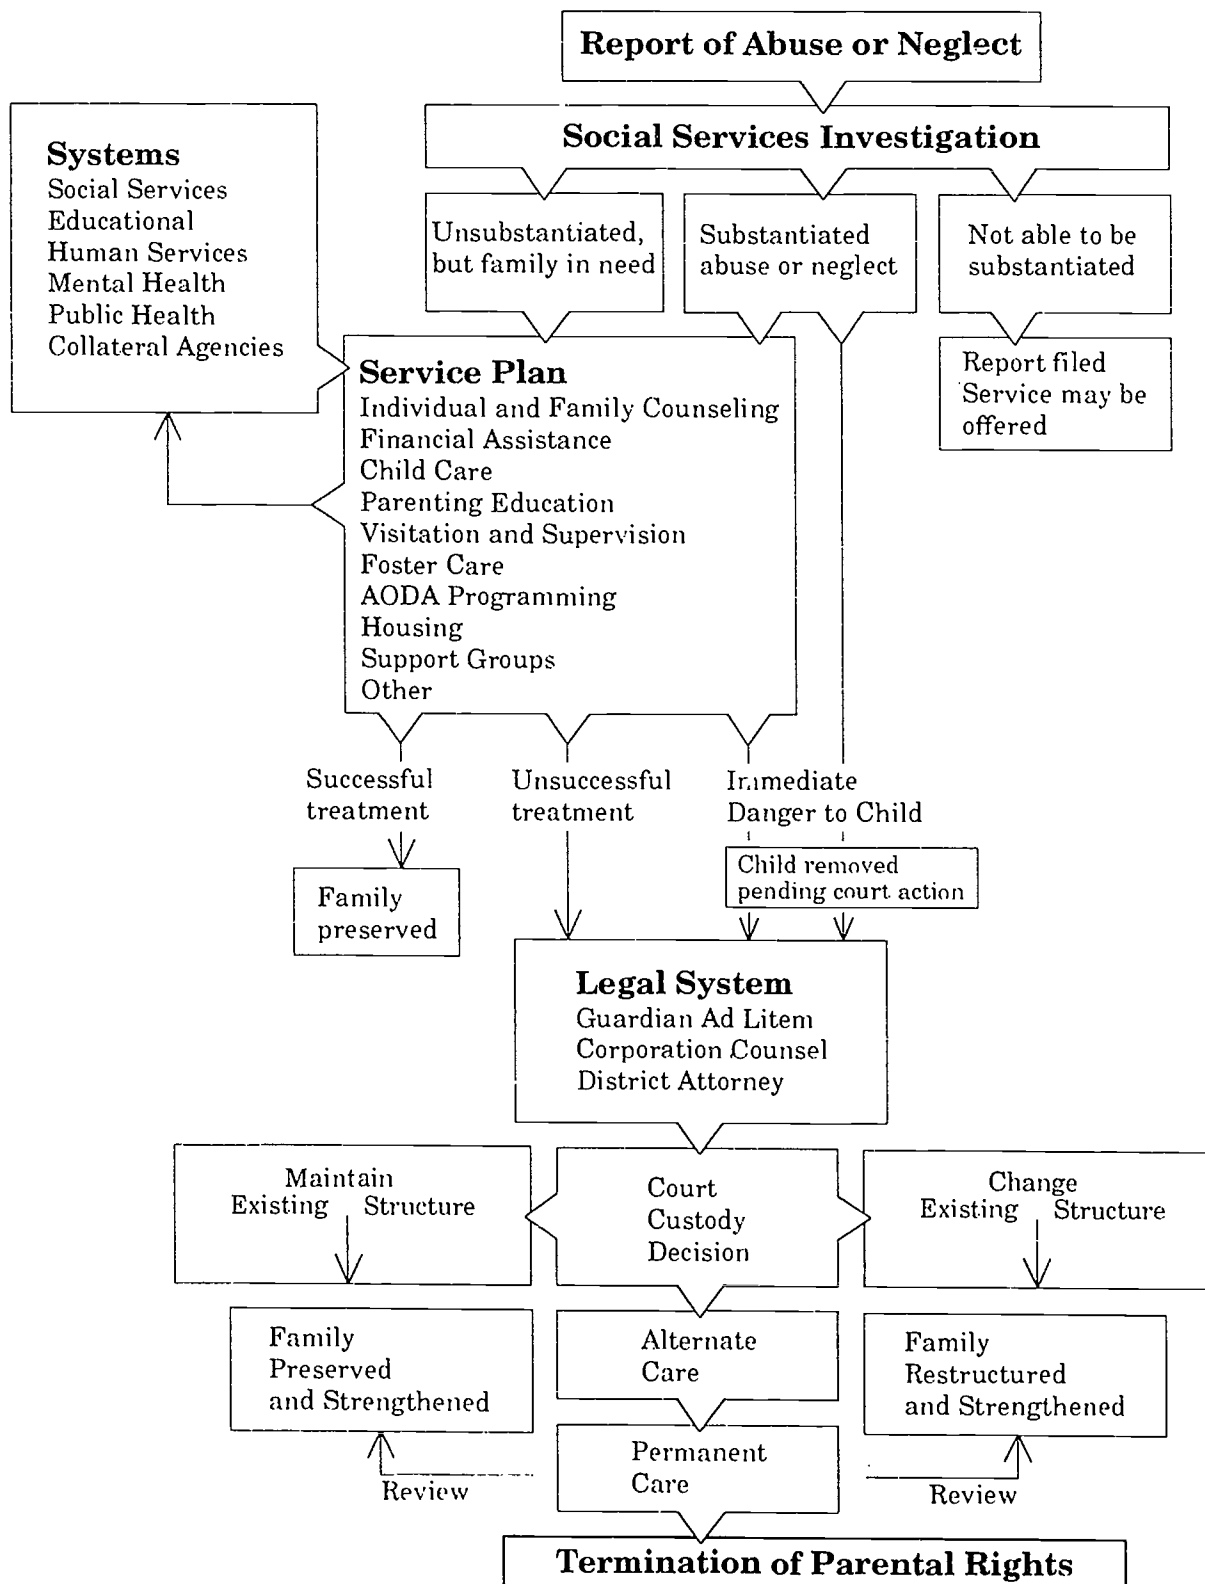 Report of Abuse or Neglect
Social Services Investigation
Systems
Social Services
Educational
Human Services
Mental Health
Public Health
Collateral Agencies
Unsubstantiated,
but family in need
Substantiated
abuse or neglect
Not able to be
substantiated
Report filed
Service may be
offered
Service Plan
Individual and Family Counseling
Financial Assistance
Child Care
Parenting Education
Visitation and Supervision
Foster Care
AODA Programming
Housing
Support Groups
Other
Successful
treatment
Unsuccessful
treatment
Immediate
Danger to Child
Child removed
pending court action
Family
preserved
Legal System
Guardian Ad Litem
Corporation Counsel
District Attorney
Maintain
Existing Structure
Court
Custody
Decision
Change
Existing Structure
Family
Preserved
and Strengthened
Alternate
Care
Family
Restructured
and Strengthened
Permanent
Care
Review
Review
Termination of Parental Rights